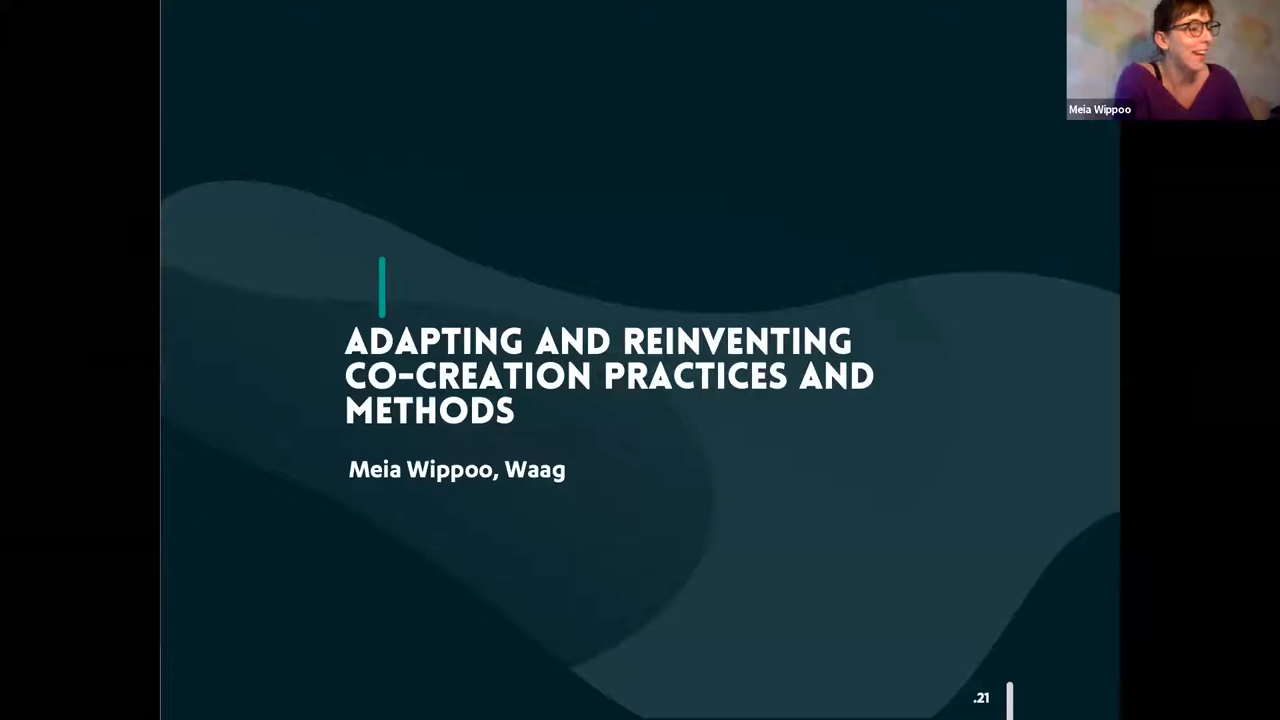 Meia Wippoo
ADAPTING AND REINVENTING
CO-CREATION PRACTICES AND
METHODS
Meia Wippoo, Waag
.21